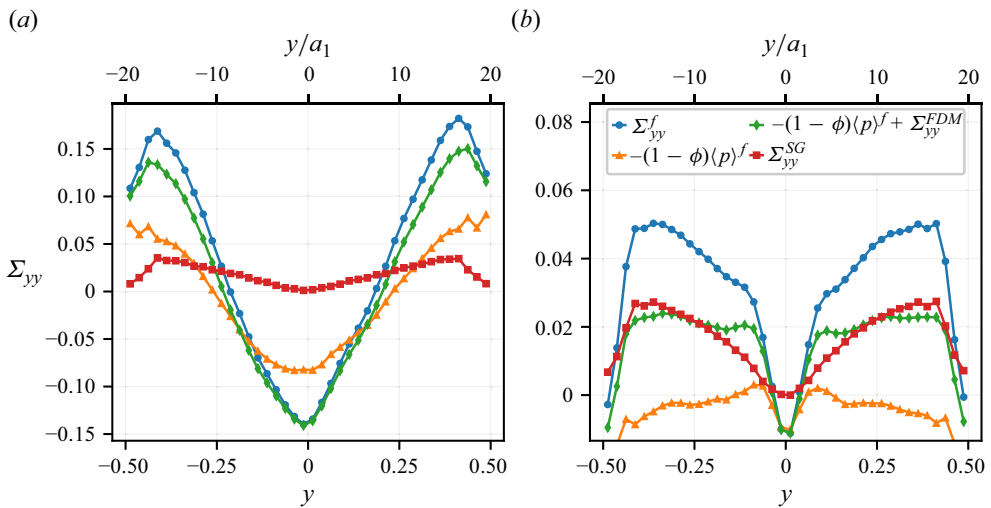 (a)
(b)
y/a₁
y/a₁
−20 −10 0 10 20
−20 −10 0 10 20
Σ_yy
0.15
0.10
0.05
0
−0.05
−0.10
−0.15
0.08
0.06
0.04
0.02
0
Σ^f_yy
−(1 − ϕ)⟨p⟩^f + Σ^FDM_yy
−(1 − ϕ)⟨p⟩^f
Σ^SG_yy
−0.50 −0.25 0 0.25 0.50
−0.50 −0.25 0 0.25 0.50
y
y